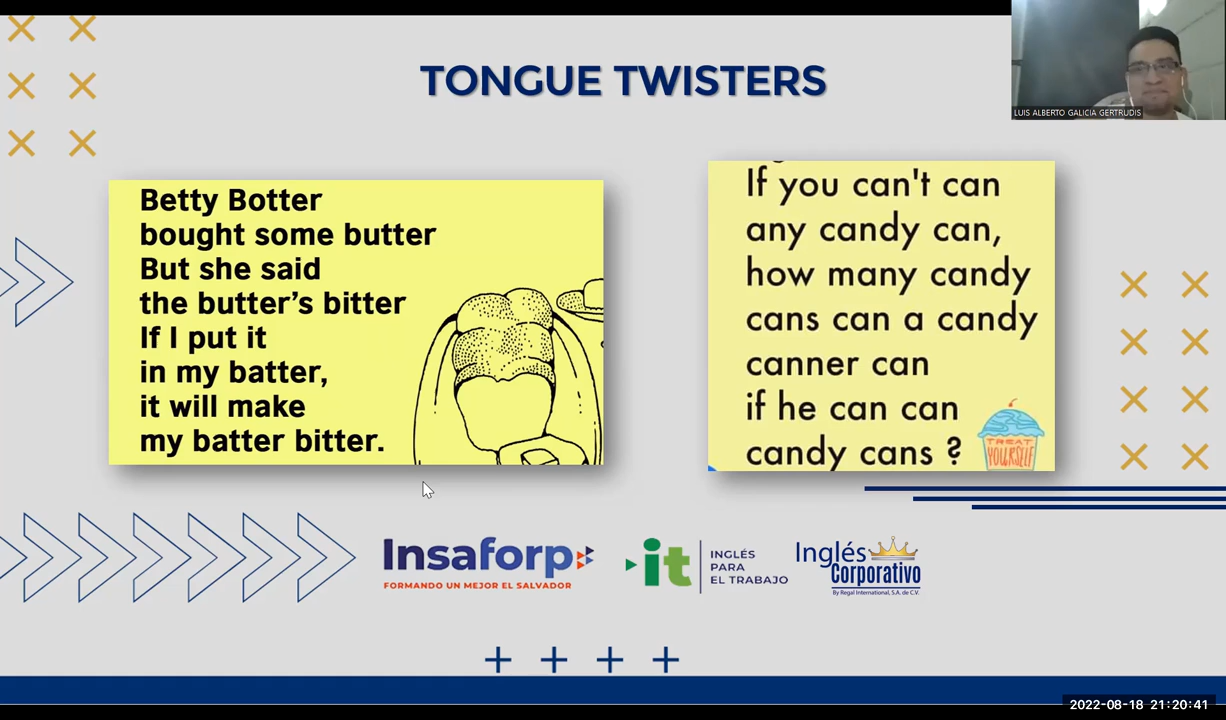 TONGUE TWISTERS
LUIS ALBERTO GALICIA GERTRUDIS
Betty Botter
bought some butter
But she said
the butter's bitter
If I put it
in my batter,
it will make
my batter bitter.
If you can't can
any candy can,
how many candy
cans can a candy
canner can
if he can can
candy cans ?
TREAT
YOURSELF
Insaforp
FORMANDO UN MEJOR EL SALVADOR
it
INGLÉS
PARA
EL TRABAJO
Inglés
Corporativo
By Regal International, S.A. de C.V.
2022-08-18 21:20:41